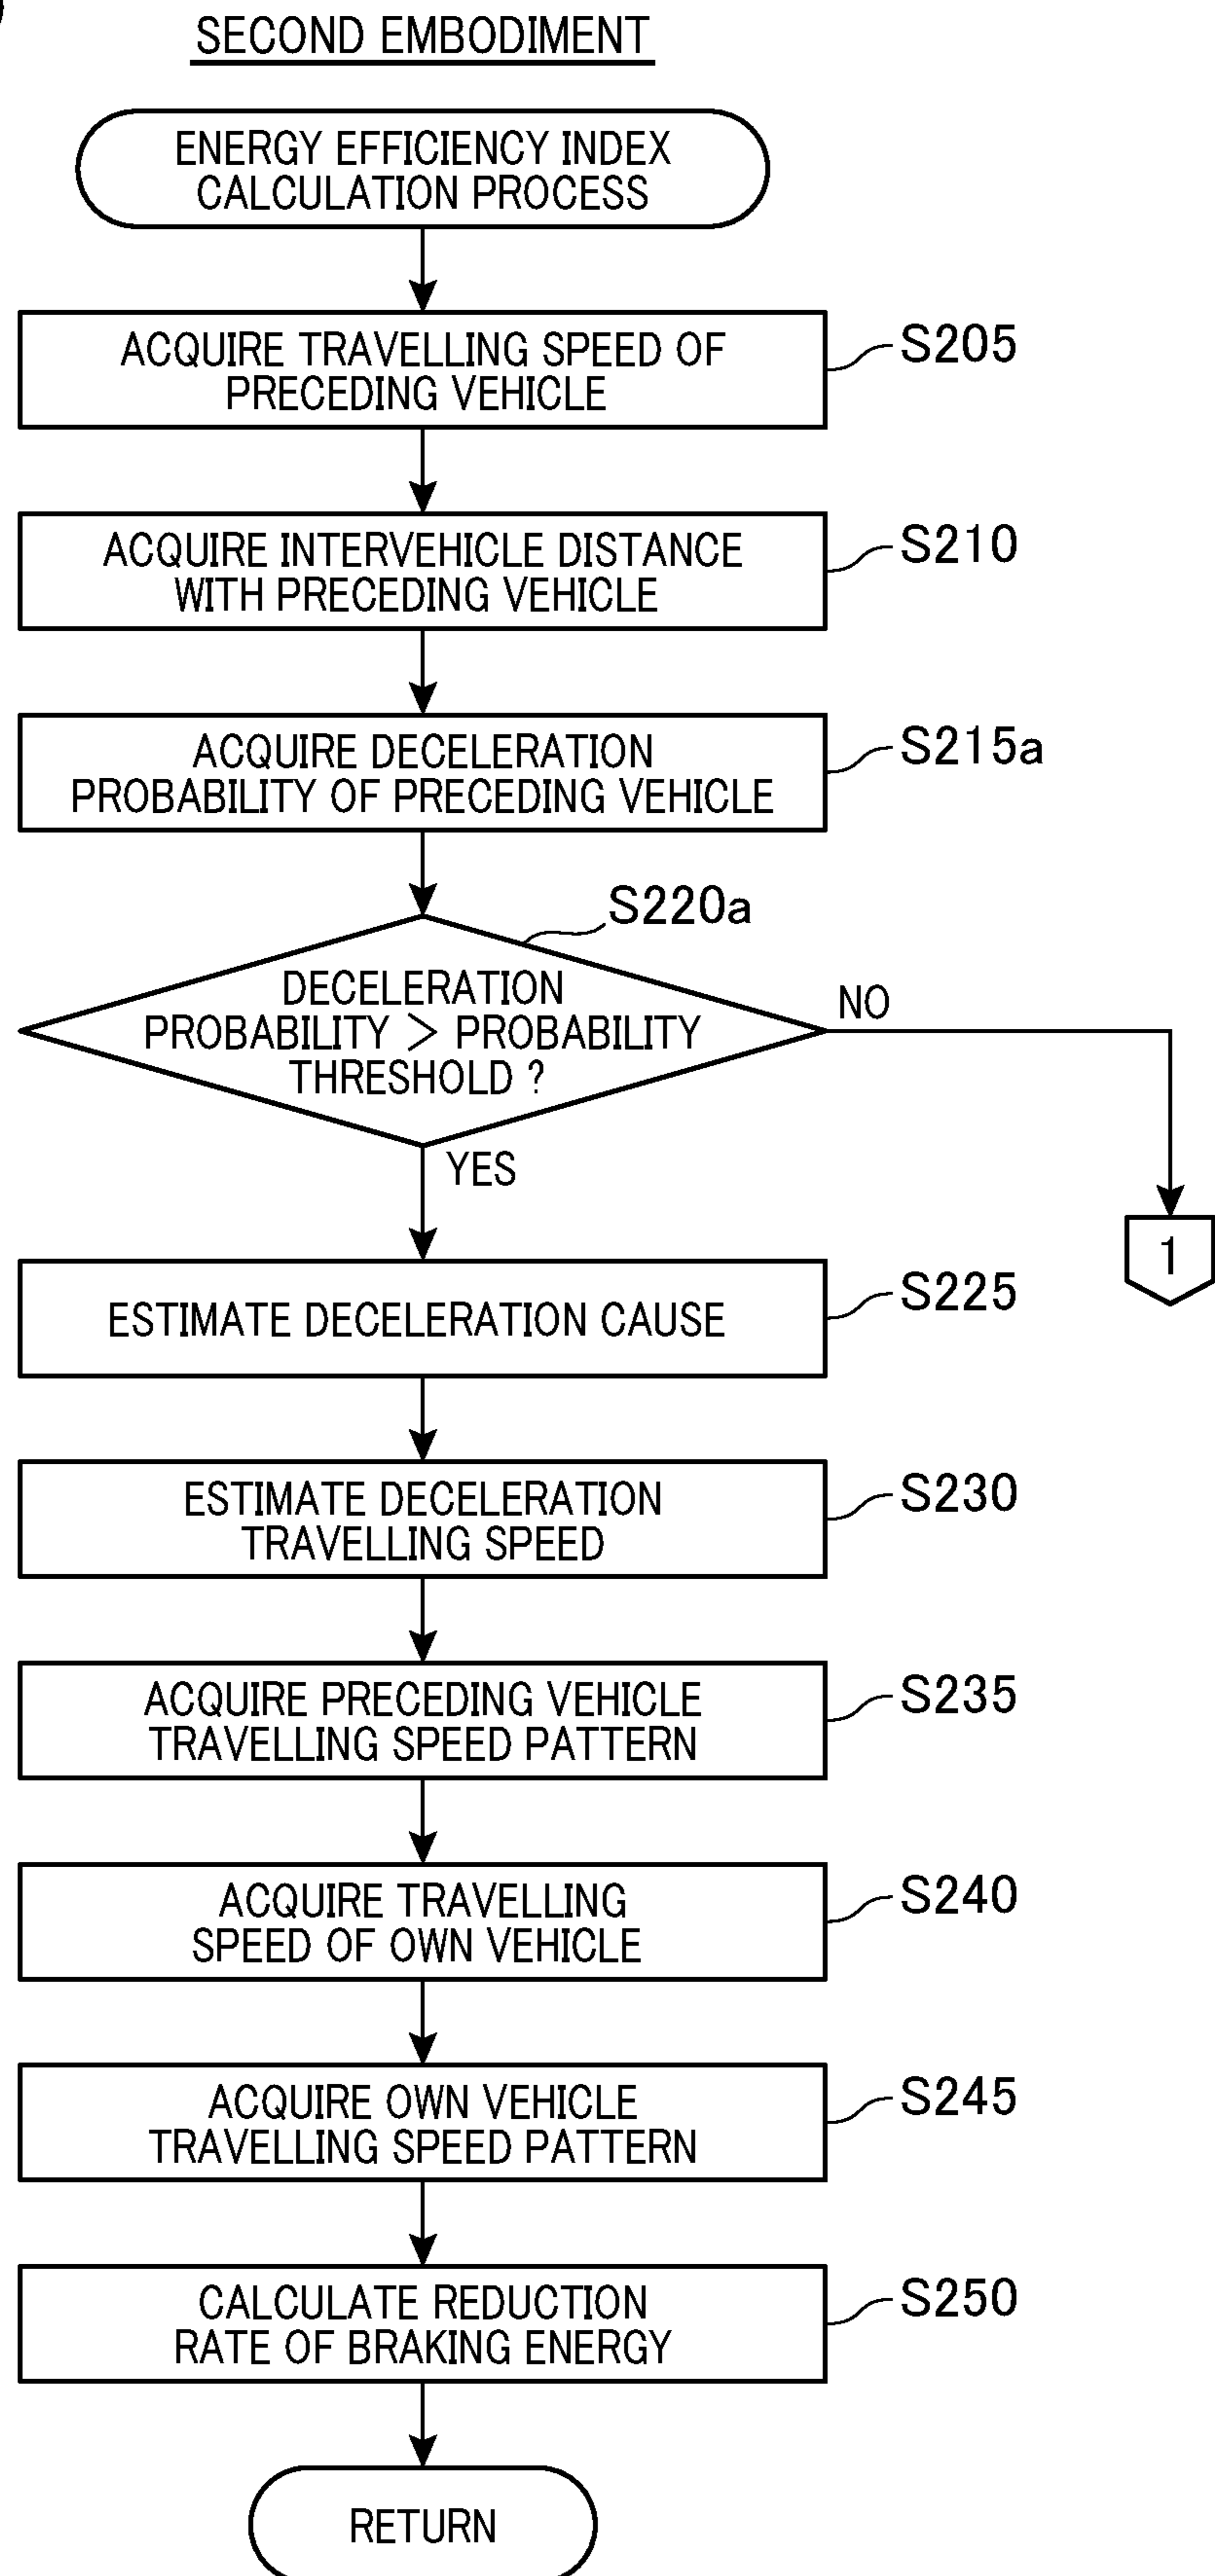 SECOND EMBODIMENT
ENERGY EFFICIENCY INDEX
CALCULATION PROCESS
ACQUIRE TRAVELLING SPEED OF
PRECEDING VEHICLE
S205
ACQUIRE INTERVEHICLE DISTANCE
WITH PRECEDING VEHICLE
S210
ACQUIRE DECELERATION
PROBABILITY OF PRECEDING VEHICLE
S215a
S220a
DECELERATION
PROBABILITY > PROBABILITY
THRESHOLD ?
NO
YES
1
ESTIMATE DECELERATION CAUSE
S225
ESTIMATE DECELERATION
TRAVELLING SPEED
S230
ACQUIRE PRECEDING VEHICLE
TRAVELLING SPEED PATTERN
S235
ACQUIRE TRAVELLING
SPEED OF OWN VEHICLE
S240
ACQUIRE OWN VEHICLE
TRAVELLING SPEED PATTERN
S245
CALCULATE REDUCTION
RATE OF BRAKING ENERGY
S250
RETURN